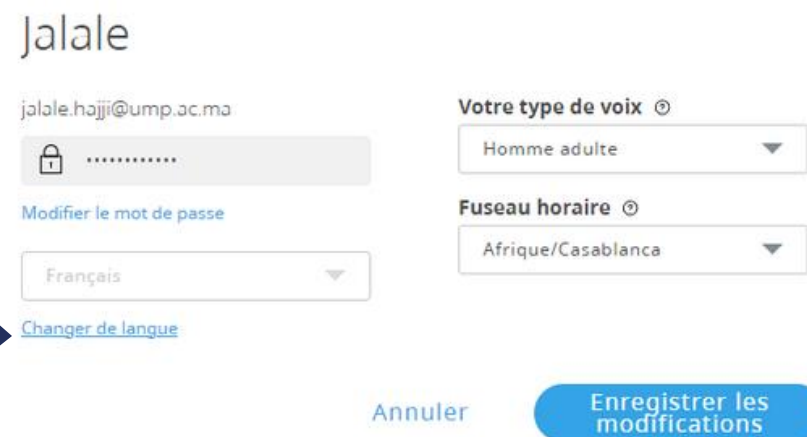 Jalale
jalale.hajji@ump.ac.ma
............
Modifier le mot de passe
Français
Changer de langue
Votre type de voix
Homme adulte
Fuseau horaire
Afrique/Casablanca
Annuler
Enregistrer les
modifications